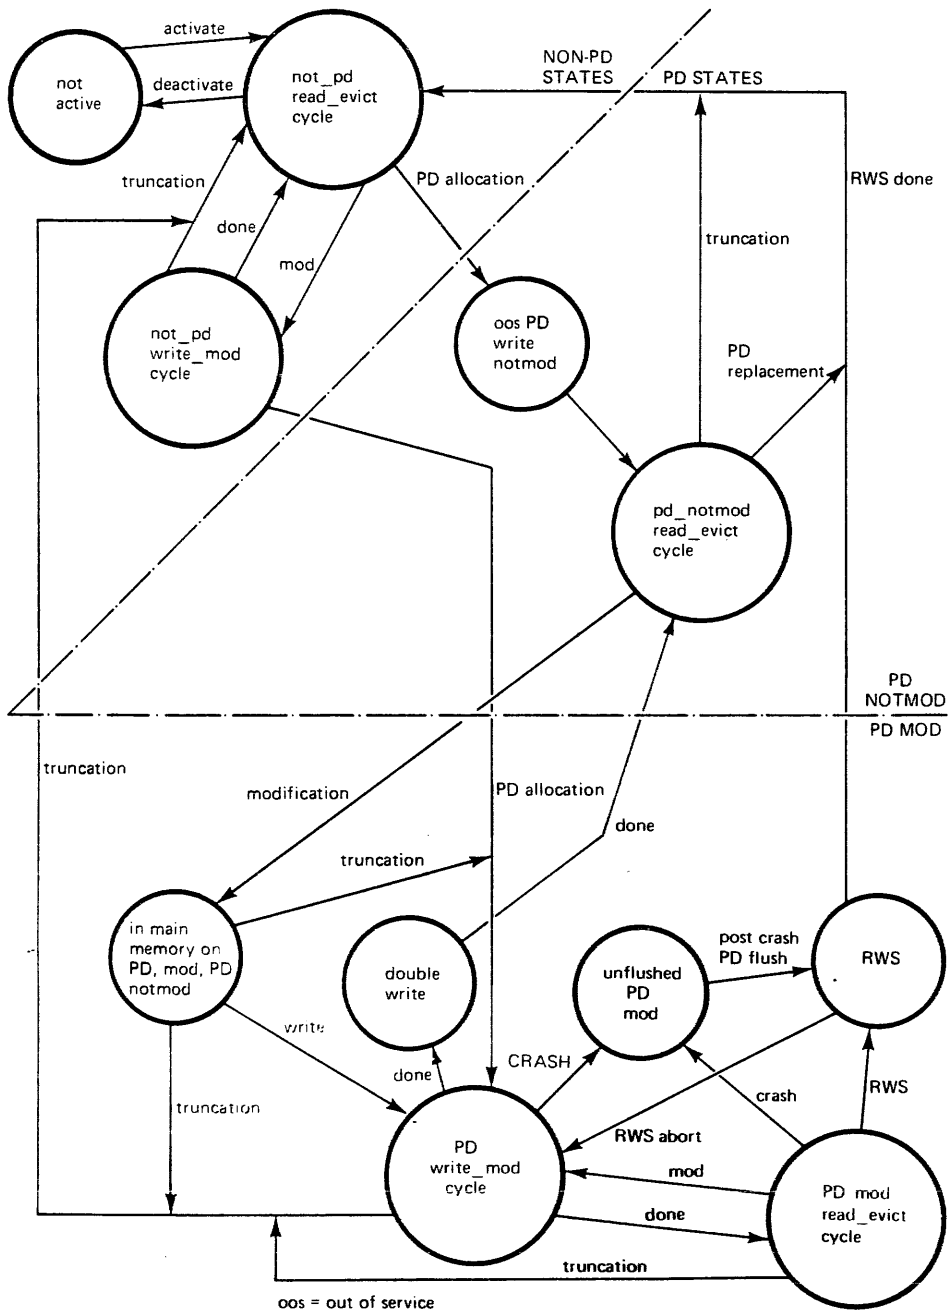 activate
not
active
deactivate
not_pd
read_evict
cycle
NON-PD
STATES
PD STATES
truncation
done
mod
PD allocation
RWS done
truncation
not_pd
write_mod
cycle
oos PD
write
notmod
PD
replacement
pd_notmod
read_evict
cycle
PD
NOTMOD
PD MOD
truncation
modification
PD allocation
done
truncation
in main
memory on
PD, mod, PD
notmod
double
write
unflushed
PD
mod
post crash
PD flush
RWS
write
done
CRASH
crash
RWS
truncation
RWS abort
PD
write_mod
cycle
mod
done
PD mod
read_evict
cycle
truncation
oos = out of service